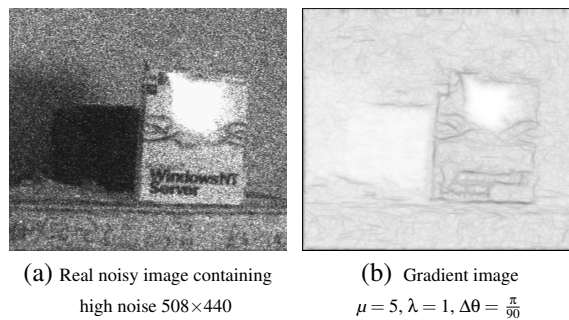 WindowsNT
Server
(a) Real noisy image containing
high noise 508×440
(b) Gradient image
μ = 5, λ = 1, Δθ = π/90